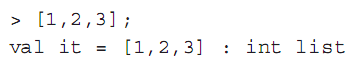 > [1,2,3];
val it = [1,2,3] : int list